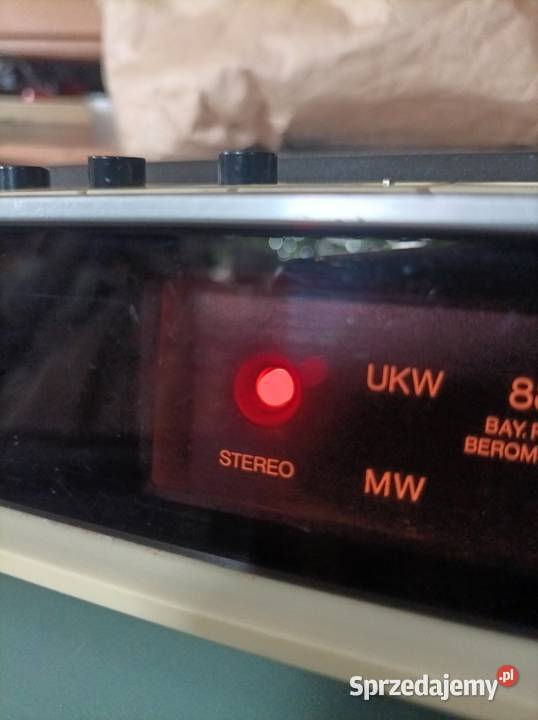 UKW
BAY.
BEROM
STEREO
MW
Sprzedajemy.pl